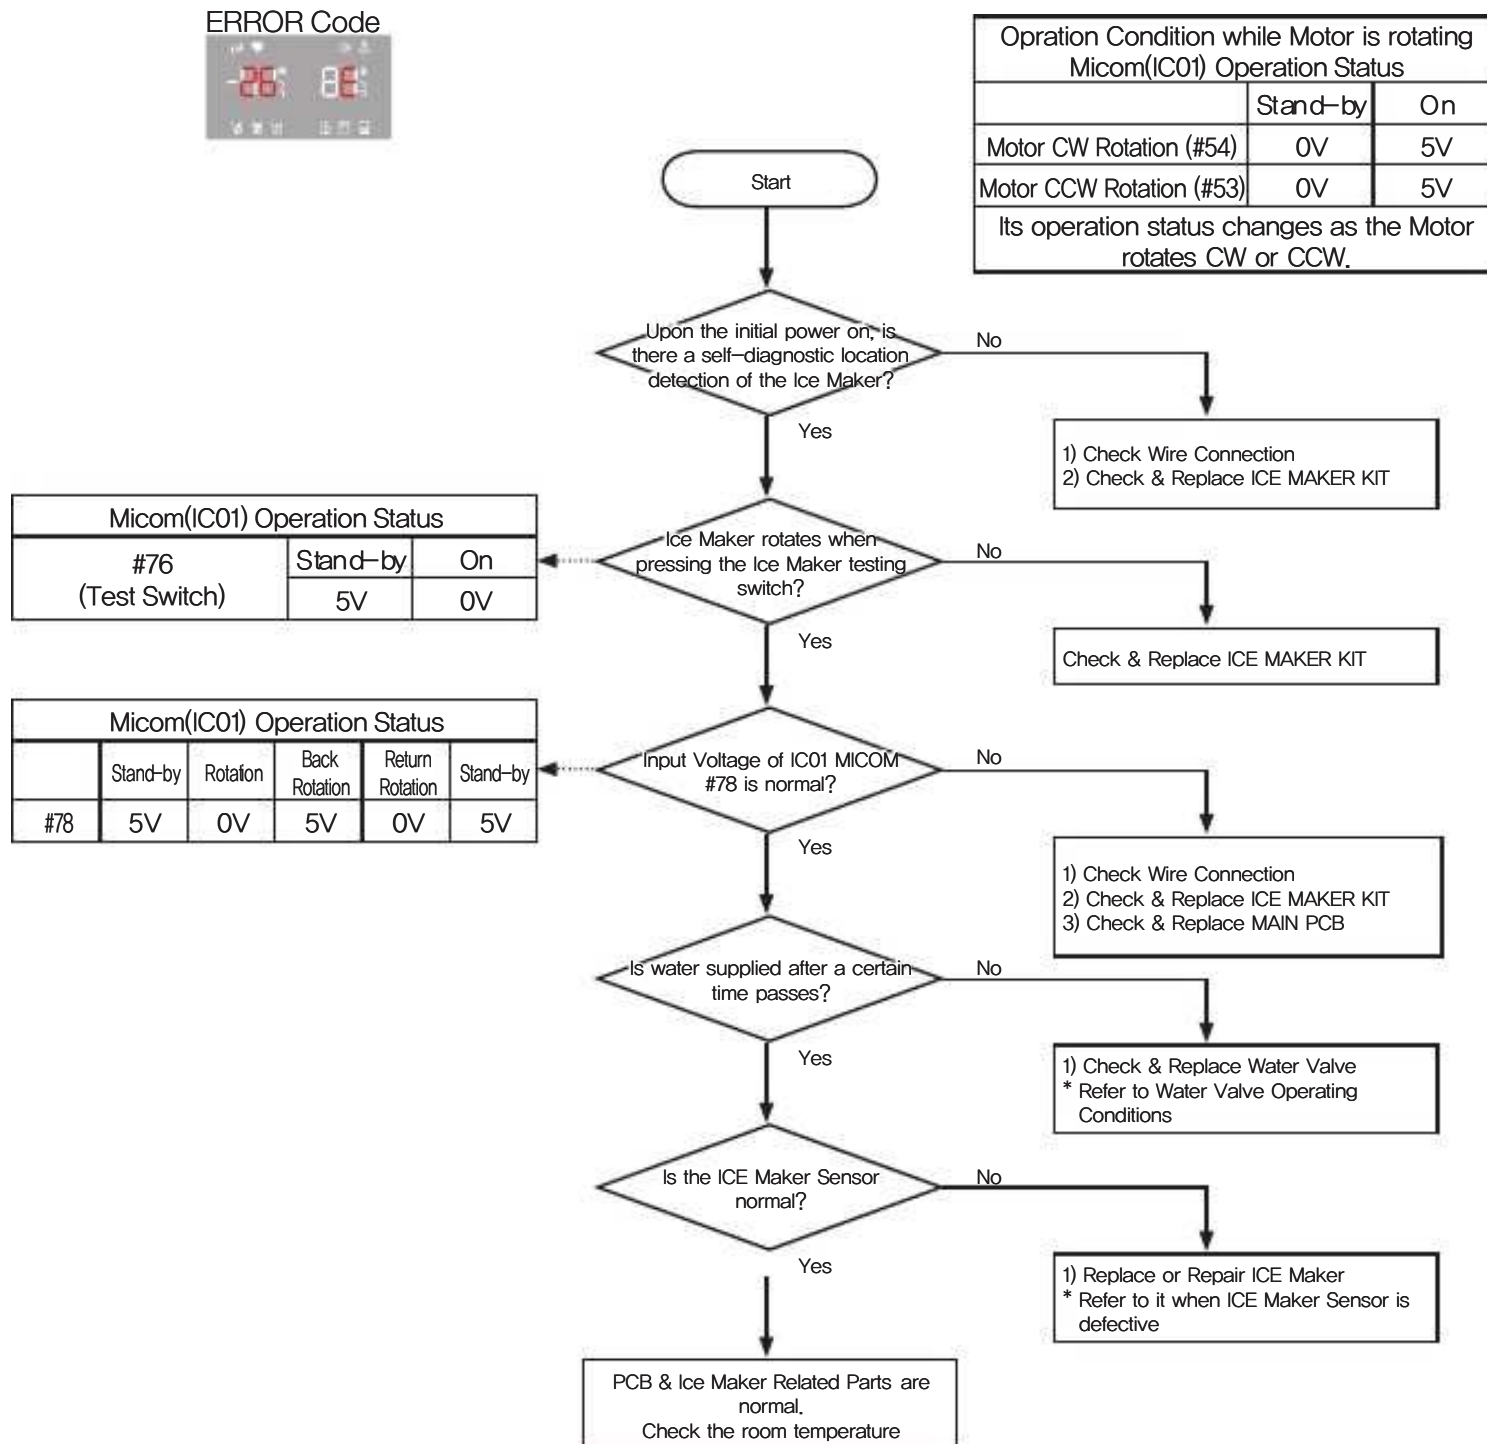 ERROR Code
26 E
Opration Condition while Motor is rotating
Micom(IC01) Operation Status
Stand-by On
Motor CW Rotation (#54) 0V 5V
Motor CCW Rotation (#53) 0V 5V
Its operation status changes as the Motor
rotates CW or CCW.
Start
Upon the initial power on, is
there a self-diagnostic location
detection of the Ice Maker?
No
Yes
1) Check Wire Connection
2) Check & Replace ICE MAKER KIT
Micom(IC01) Operation Status
#76
(Test Switch)
Stand-by On
5V 0V
Ice Maker rotates when
pressing the Ice Maker testing
switch?
No
Yes
Check & Replace ICE MAKER KIT
Micom(IC01) Operation Status
Stand-by Rotation Back Rotation Return Rotation Stand-by
#78 5V 0V 5V 0V 5V
Input Voltage of IC01 MICOM
#78 is normal?
No
Yes
1) Check Wire Connection
2) Check & Replace ICE MAKER KIT
3) Check & Replace MAIN PCB
Is water supplied after a certain
time passes?
No
Yes
1) Check & Replace Water Valve
* Refer to Water Valve Operating
Conditions
Is the ICE Maker Sensor
normal?
No
Yes
1) Replace or Repair ICE Maker
* Refer to it when ICE Maker Sensor is
defective
PCB & Ice Maker Related Parts are
normal.
Check the room temperature